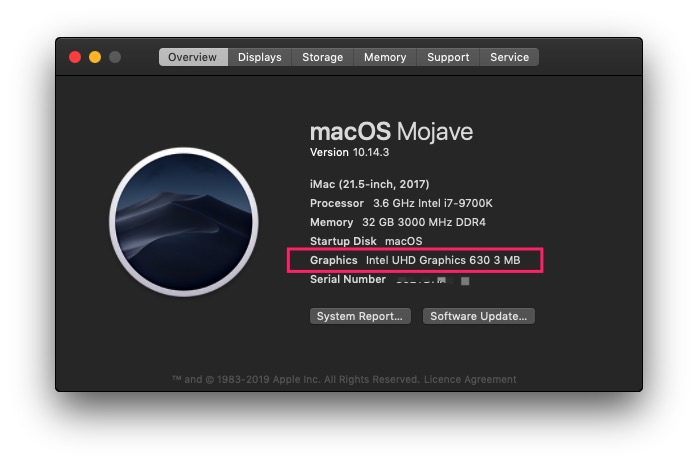 Overview Displays Storage Memory Support Service
macOS Mojave
Version 10.14.3
iMac (21.5-inch, 2017)
Processor 3.6 GHz Intel i7-9700K
Memory 32 GB 3000 MHz DDR4
Startup Disk macOS
Graphics Intel UHD Graphics 630 3 MB
Serial Number
System Report... Software Update...
™ and © 1983-2019 Apple Inc. All Rights Reserved. Licence Agreement